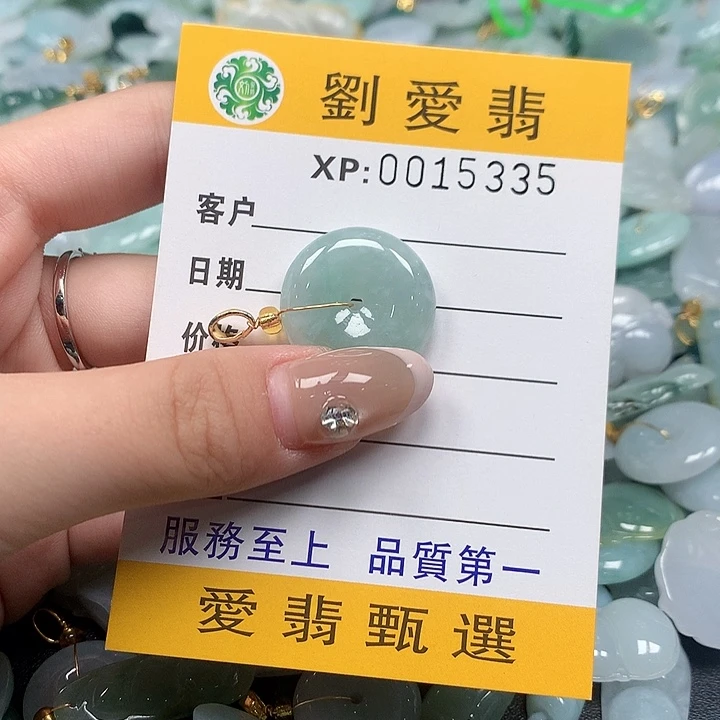 劉愛翡
XP:0015335
客户
日期
价
服務至上 品質第一
愛翡甄選